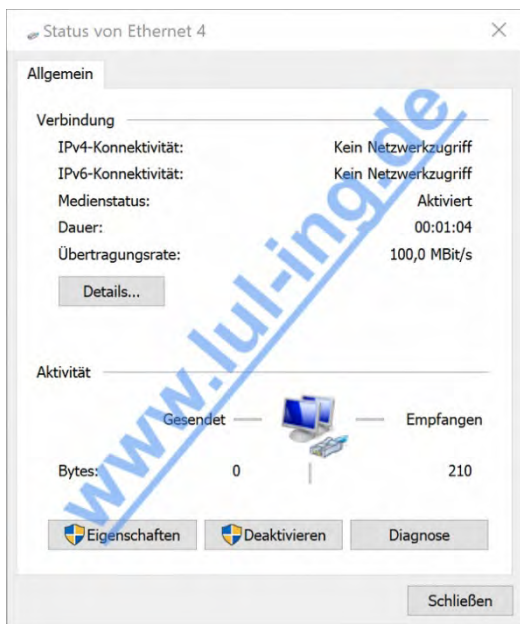 Status von Ethernet 4
Allgemein
Verbindung
IPv4-Konnektivität: Kein Netzwerkzugriff
IPv6-Konnektivität: Kein Netzwerkzugriff
Medienstatus: Aktiviert
Dauer: 00:01:04
Übertragungsrate: 100,0 MBit/s
Details...
Aktivität
Gesendet Empfangen
Bytes: 0 210
Eigenschaften Deaktivieren Diagnose
Schließen
www.lul-ing.de